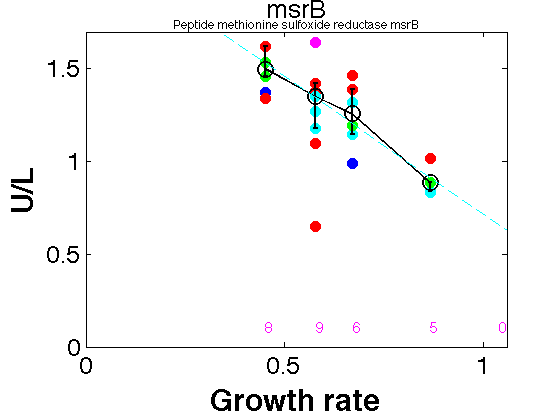 msrB
Peptide methionine sulfoxide reductase msrB
1.5
1
0.5
0
U/L
8 9 6 5 0
0 0.5 1
Growth rate